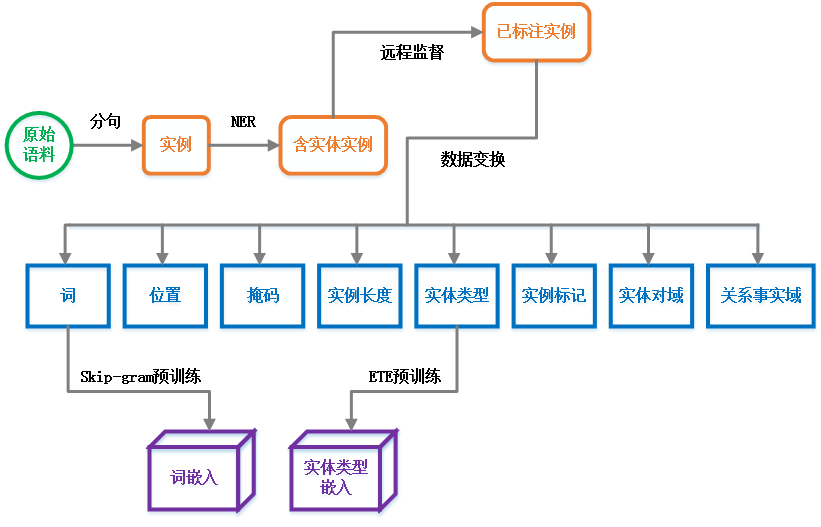 已标注实例
远程监督
分句
NER
原始
语料
实例
含实体实例
数据变换
词
位置
掩码
实例长度
实体类型
实例标记
实体对域
关系事实域
Skip-gram预训练
ETE预训练
词嵌入
实体类型
嵌入